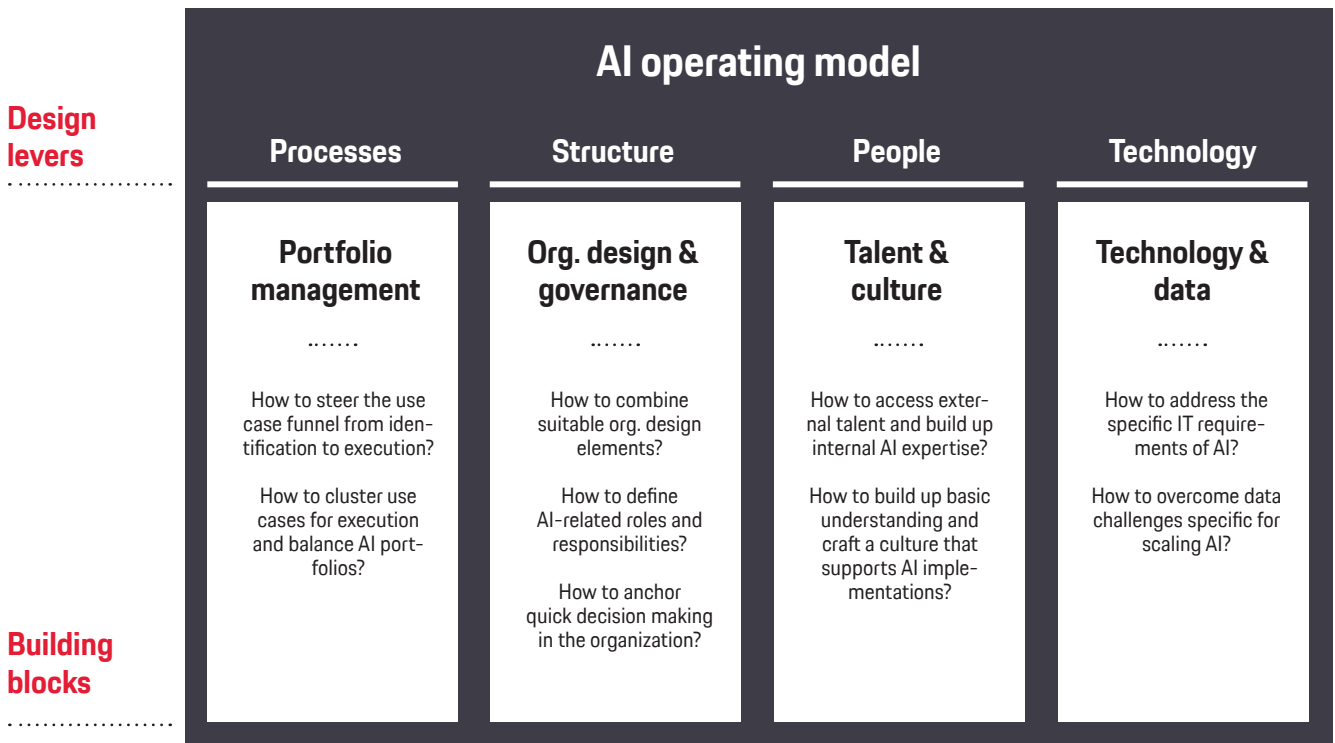 AI operating model
Design
levers
Processes
Structure
People
Technology
Portfolio
management
How to steer the use
case funnel from iden-
tification to execution?
How to cluster use
cases for execution
and balance AI port-
folios?
Org. design &
governance
How to combine
suitable org. design
elements?
How to define
AI-related roles and
responsibilities?
How to anchor
quick decision making
in the organization?
Talent &
culture
How to access exter-
nal talent and build up
internal AI expertise?
How to build up basic
understanding and
craft a culture that
supports AI imple-
mentations?
Technology &
data
How to address the
specific IT require-
ments of AI?
How to overcome data
challenges specific for
scaling AI?
Building
blocks